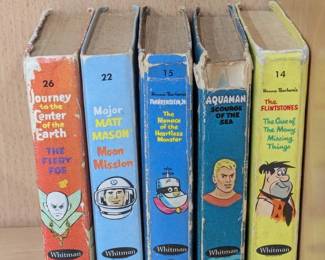 26
Journey
to the
Center of
the Earth
THE FIERY
FOE
Whitman
22
Major
MATT
MASON
Moon
Mission
Whitman
15
Hanna-Barbera's
FRANKENSTEIN, JR.
The Menace
of the
Heartless
Monster
Whitman
AQUAMAN
SCOURGE OF
THE SEA
Whitman
14
Hanna-Barbera's
THE
FLINTSTONES
The Case of
The Many
Missing
Things
Whitman